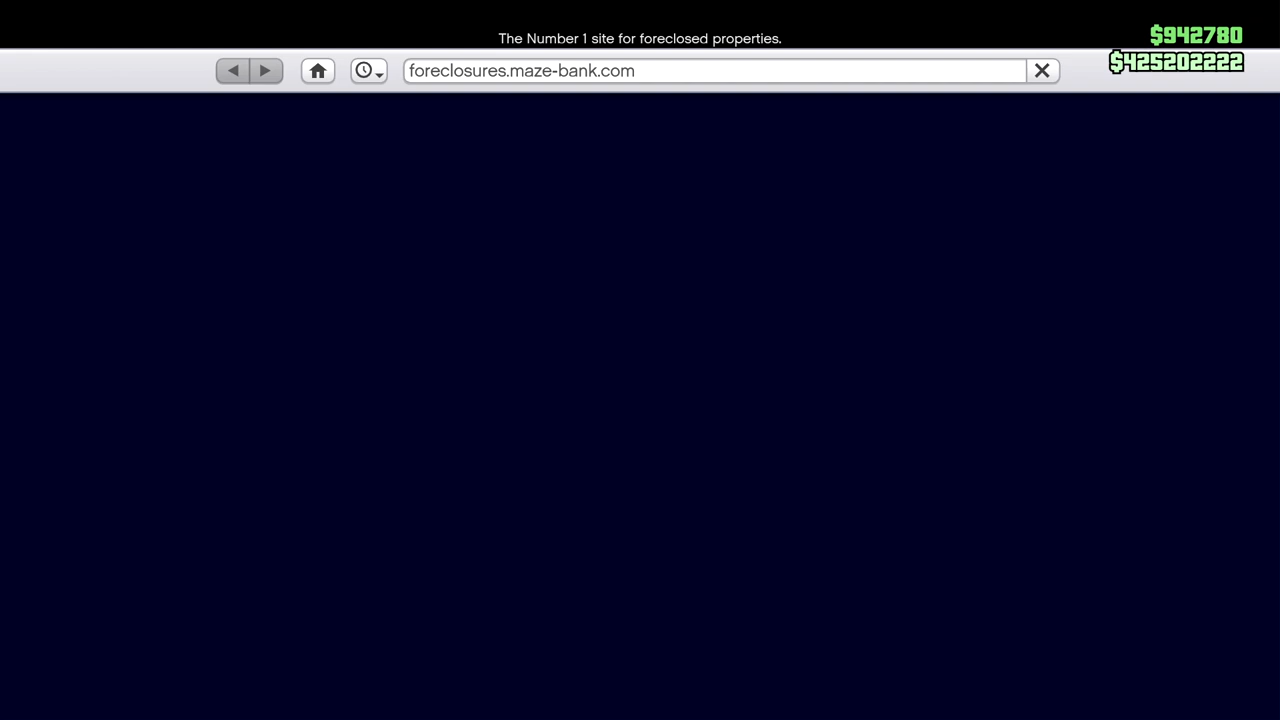 The Number 1 site for foreclosed properties.
$942780
$425202222
foreclosures.maze-bank.com